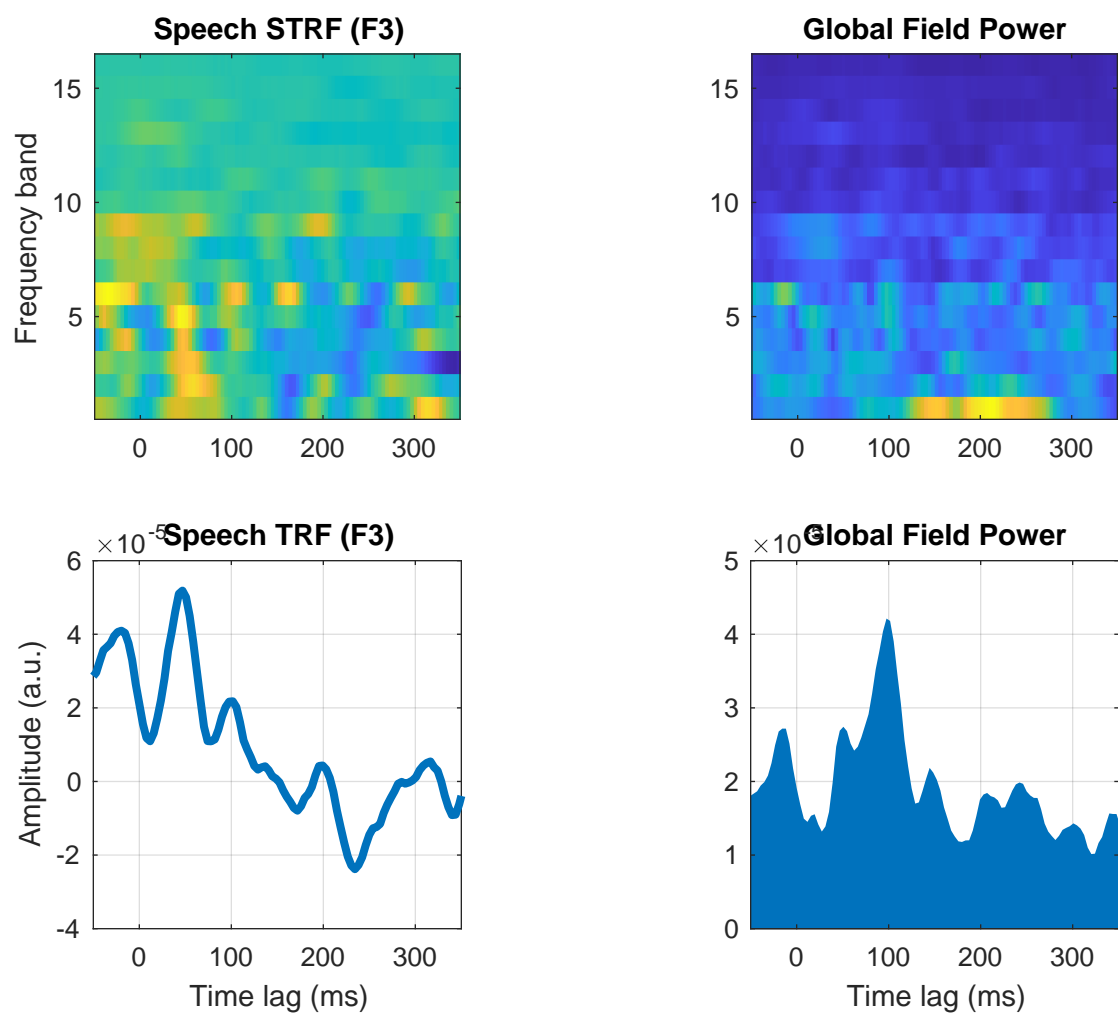 Speech STRF (F3)
Global Field Power
Frequency band
15
10
5
0 100 200 300
15
10
5
0 100 200 300
×10-5
Speech TRF (F3)
×10
Global Field Power
Amplitude (a.u.)
6
4
2
0
-2
-4
0 100 200 300
Time lag (ms)
5
4
3
2
1
0
0 100 200 300
Time lag (ms)